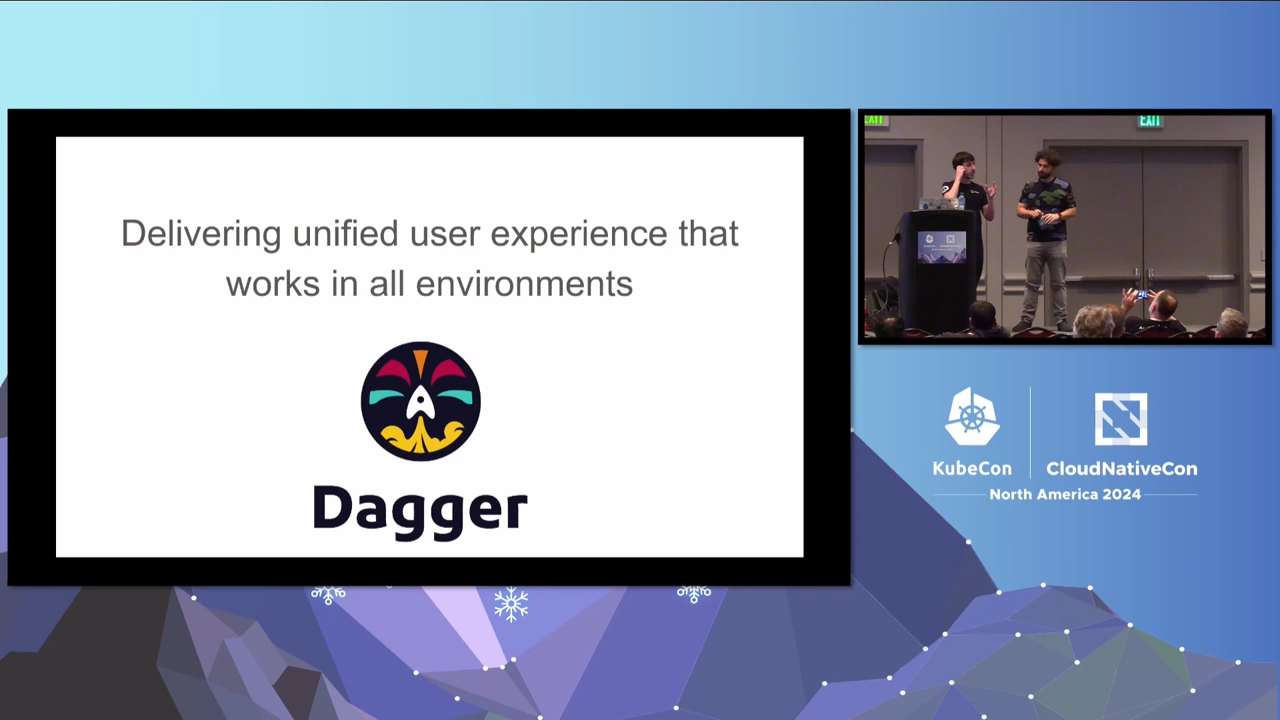 Delivering unified user experience that
works in all environments
Dagger
EXIT
EXIT
KubeCon
CloudNativeCon
North America 2024